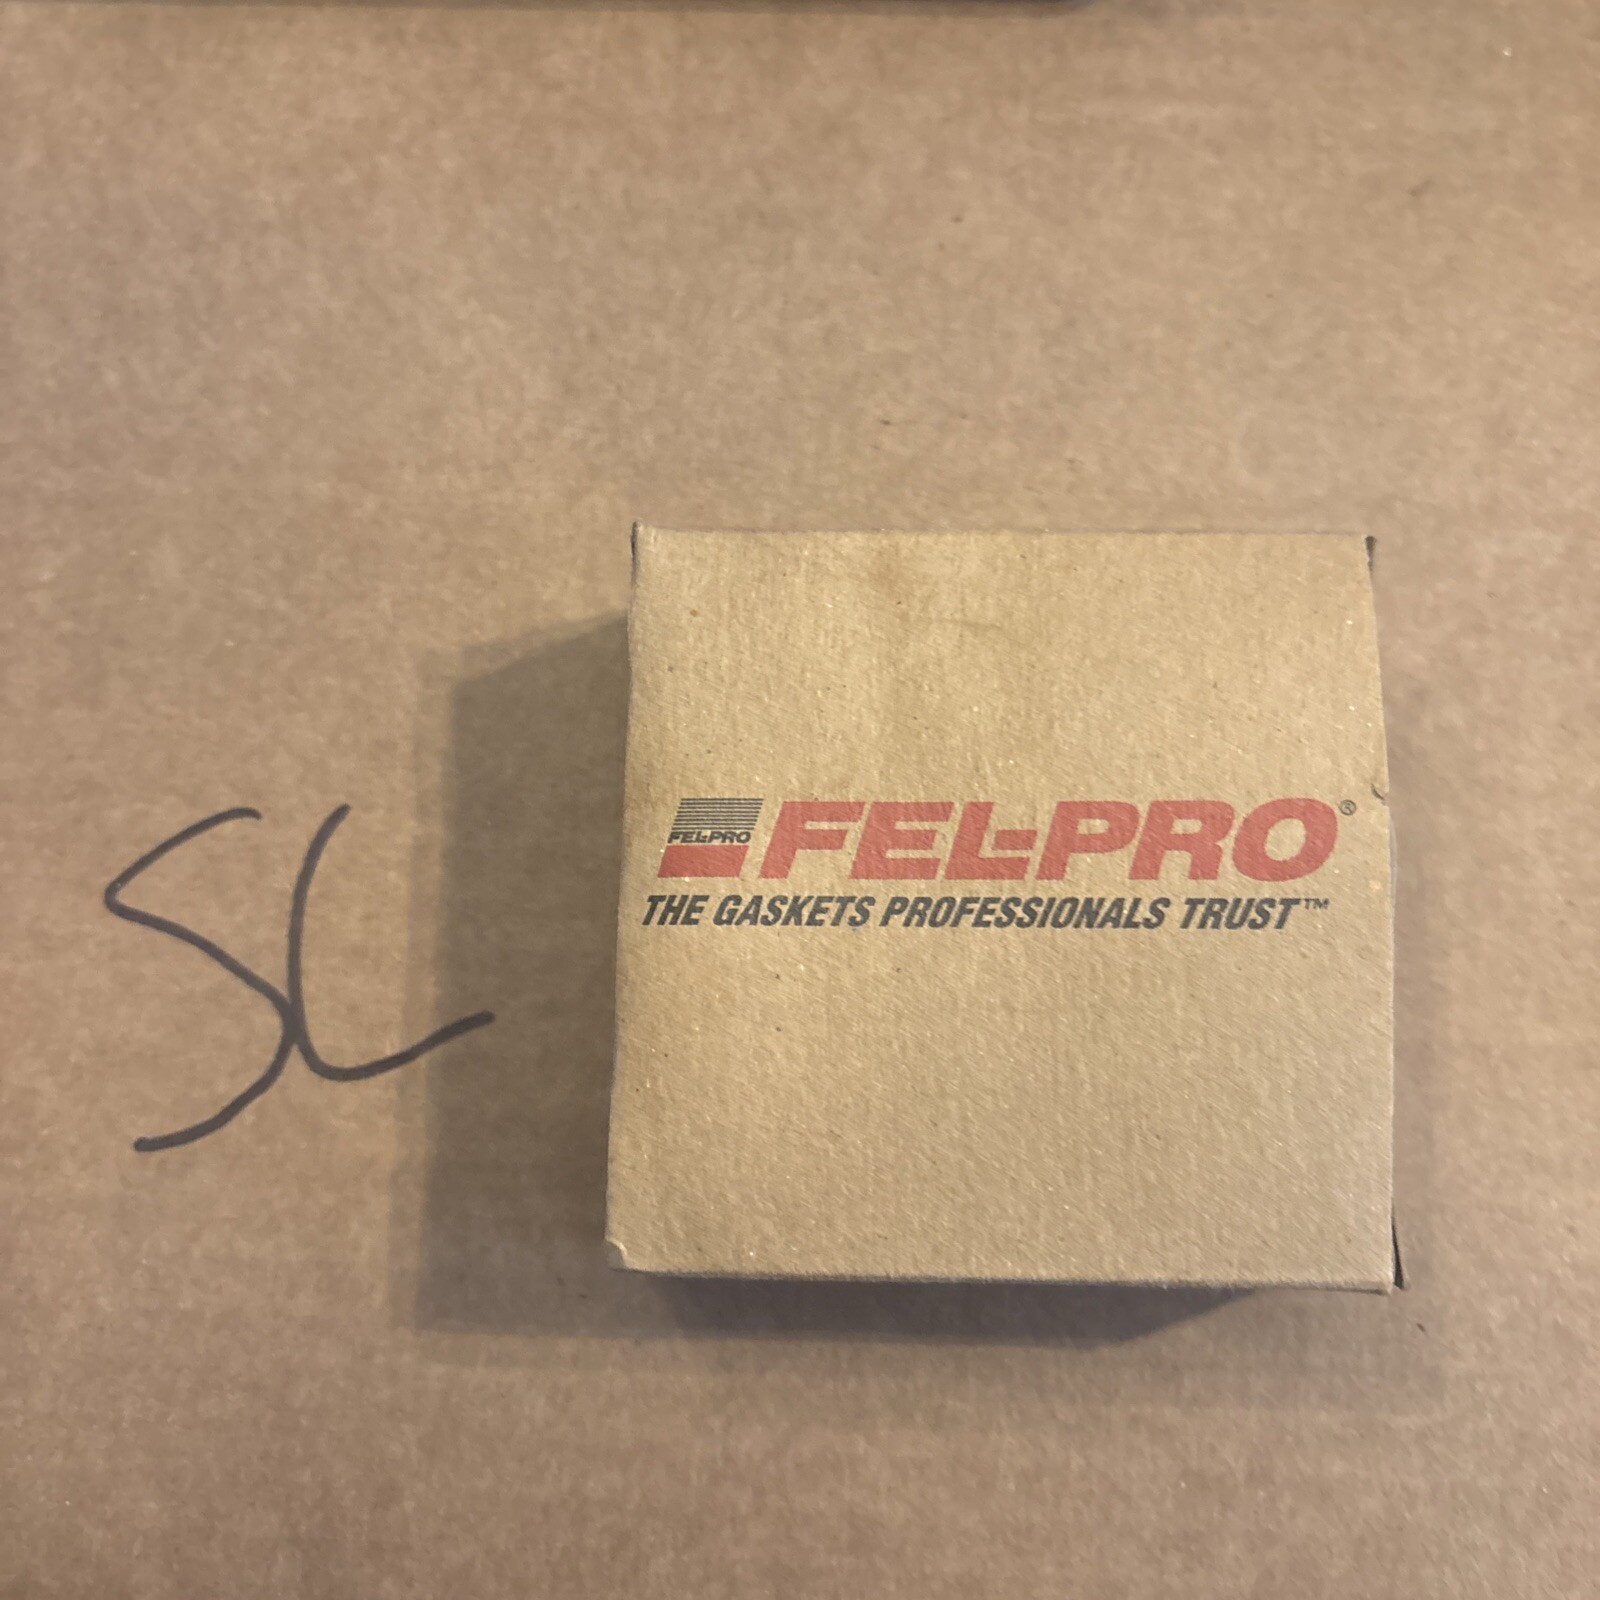 SL
FEL-PRO
FEL-PRO®
THE GASKETS PROFESSIONALS TRUST™